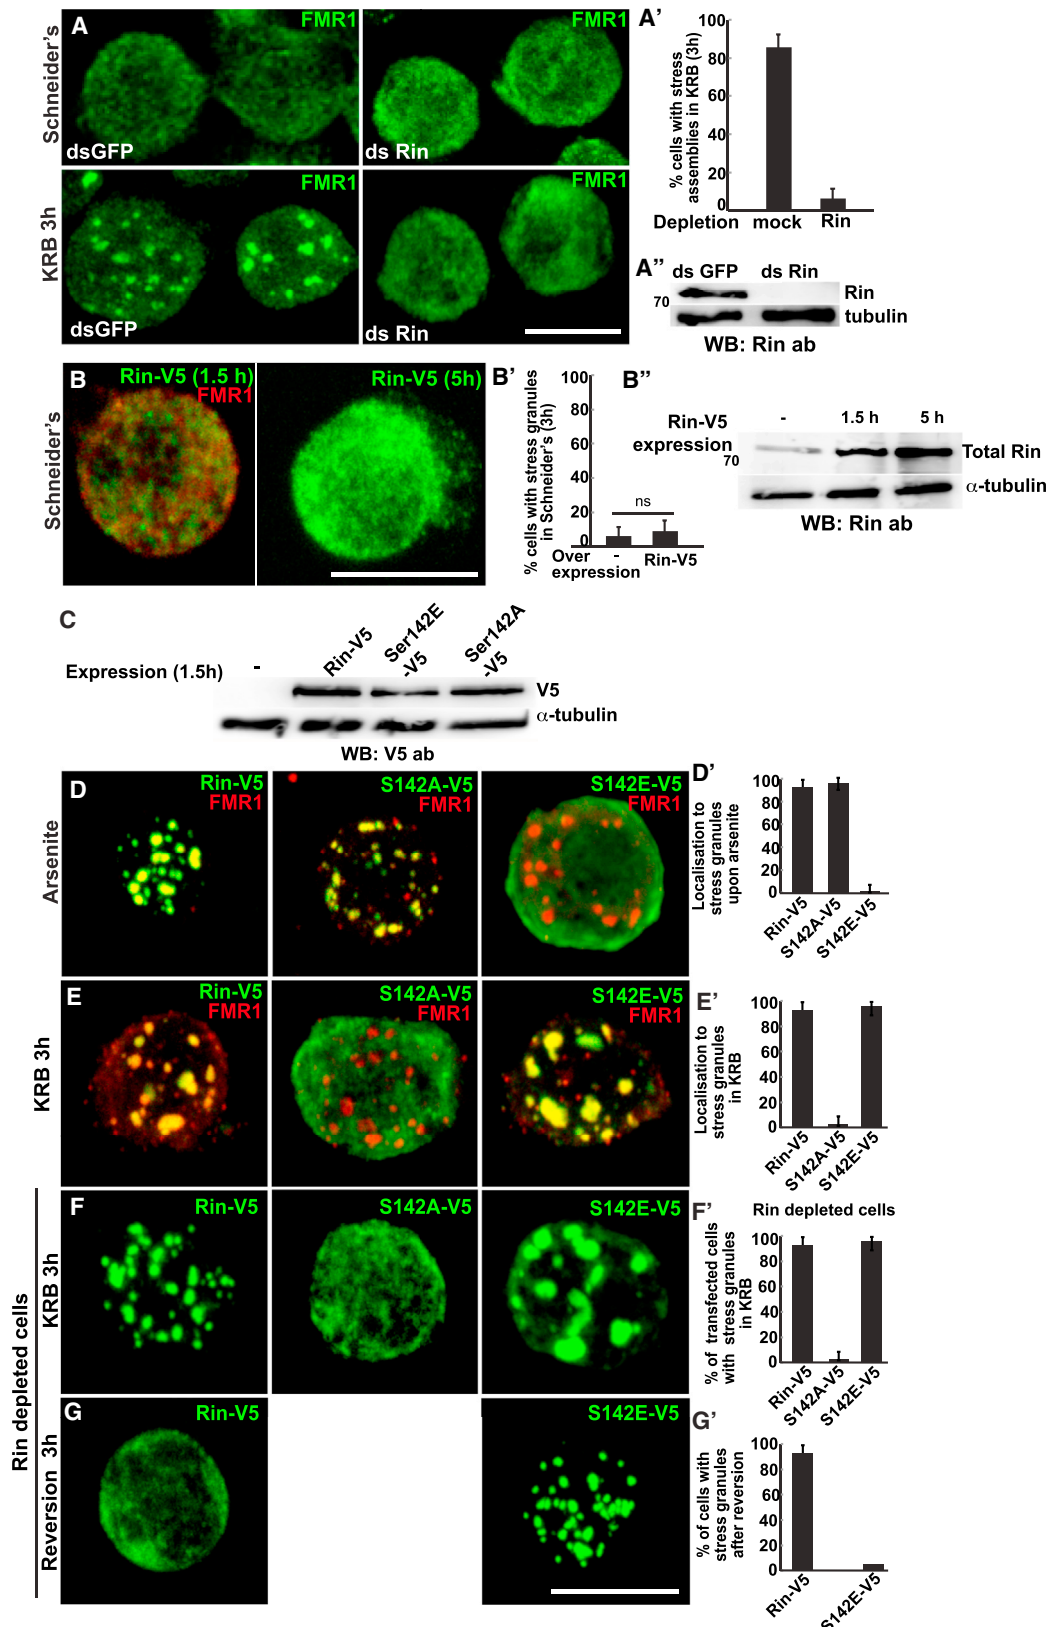 A
FMR1
FMR1
Schneider's
dsGFP
ds Rin
FMR1
FMR1
KRB 3h
dsGFP
ds Rin
A'
% cells with stress
assemblies in KRB (3h)
100
80
60
40
20
0
Depletion
mock
Rin
A''
ds GFP
ds Rin
70
Rin
tubulin
WB: Rin ab
B
Rin-V5 (1.5 h)
FMR1
Rin-V5 (5h)
Schneider's
B'
% cells with stress granules
in Schneider's (3h)
100
80
60
40
20
0
ns
Over
expression
-
Rin-V5
B''
Rin-V5
expression
-
1.5 h
5 h
70
Total Rin
α-tubulin
WB: Rin ab
C
Expression (1.5h)
-
Rin-V5
Ser142E
-V5
Ser142A
-V5
V5
α-tubulin
WB: V5 ab
D
Rin-V5
FMR1
S142A-V5
FMR1
S142E-V5
FMR1
Arsenite
D'
Localisation to
stress granules
upon arsenite
100
80
60
40
20
0
Rin-V5
S142A-V5
S142E-V5
E
Rin-V5
FMR1
S142A-V5
FMR1
S142E-V5
FMR1
KRB 3h
E'
Localisation to
stress granules
in KRB
100
80
60
40
20
0
Rin-V5
S142A-V5
S142E-V5
Rin depleted cells
F
Rin-V5
S142A-V5
S142E-V5
KRB 3h
F'
Rin depleted cells
% of transfected cells
with stress granules
in KRB
100
80
60
40
20
0
Rin-V5
S142A-V5
S142E-V5
G
Rin-V5
S142E-V5
Reversion 3h
G'
% of cells with
stress granules
after reversion
100
80
60
40
20
0
Rin-V5
S142E-V5